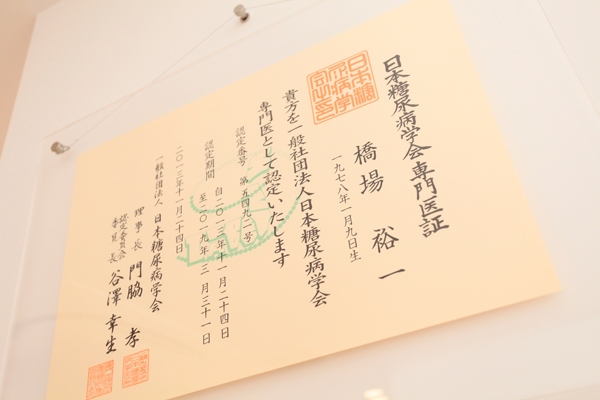 日本糖尿病学会専門医証
橋場 裕一
一九七八年一月九日生
貴方を一般社団法人日本糖尿病学会
専門医として認定いたします
認定番号 第五四九二号
認定期間 自二〇一三年十一月二十四日
至二〇一九年三月三十一日
二〇一三年十一月二十四日
一般社団法人 日本糖尿病学会
理事長 門脇 孝
認定委員会
委員長 谷澤 幸生